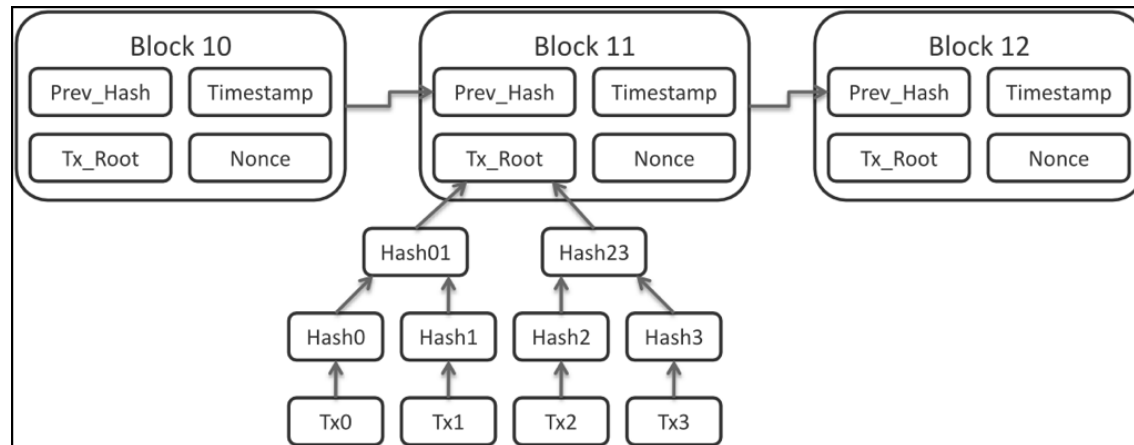 Block 10
Block 11
Block 12
Prev_Hash
Timestamp
Prev_Hash
Timestamp
Prev_Hash
Timestamp
Tx_Root
Nonce
Tx_Root
Nonce
Tx_Root
Nonce
Hash01
Hash23
Hash0
Hash1
Hash2
Hash3
Tx0
Tx1
Tx2
Tx3